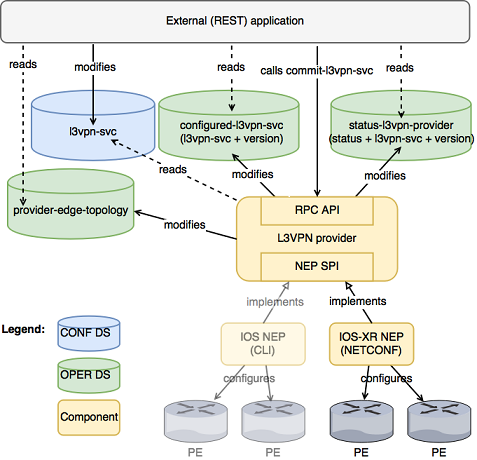 External (REST) application
reads
modifies
reads
calls commit-l3vpn-svc
reads
l3vpn-svc
configured-l3vpn-svc
(l3vpn-svc + version)
status-l3vpn-provider
(status + l3vpn-svc + version)
reads
modifies
modifies
provider-edge-topology
modifies
RPC API
L3VPN provider
NEP SPI
implements
implements
Legend:
CONF DS
IOS NEP
(CLI)
IOS-XR NEP
(NETCONF)
OPER DS
configures
configures
Component
PE
PE
PE
PE